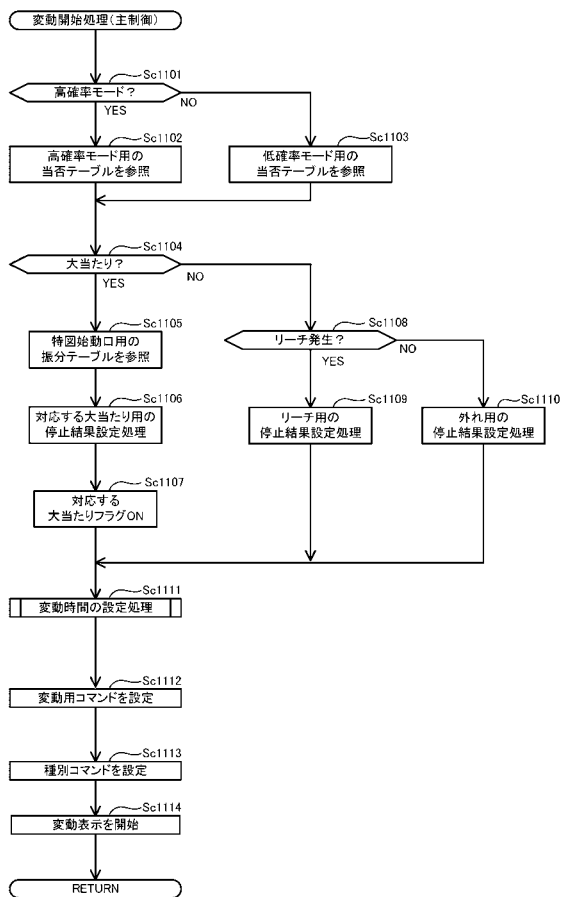 変動開始処理(主制御)
Sc1101
高確率モード?
YES
NO
Sc1102
高確率モード用の
当否テーブルを参照
Sc1103
低確率モード用の
当否テーブルを参照
Sc1104
大当たり?
YES
NO
Sc1105
特図始動口用の
振分テーブルを参照
Sc1106
対応する大当たり用の
停止結果設定処理
Sc1107
対応する
大当たりフラグON
Sc1108
リーチ発生?
YES
NO
Sc1109
リーチ用の
停止結果設定処理
Sc1110
外れ用の
停止結果設定処理
Sc1111
変動時間の設定処理
Sc1112
変動用コマンドを設定
Sc1113
種別コマンドを設定
Sc1114
変動表示を開始
RETURN